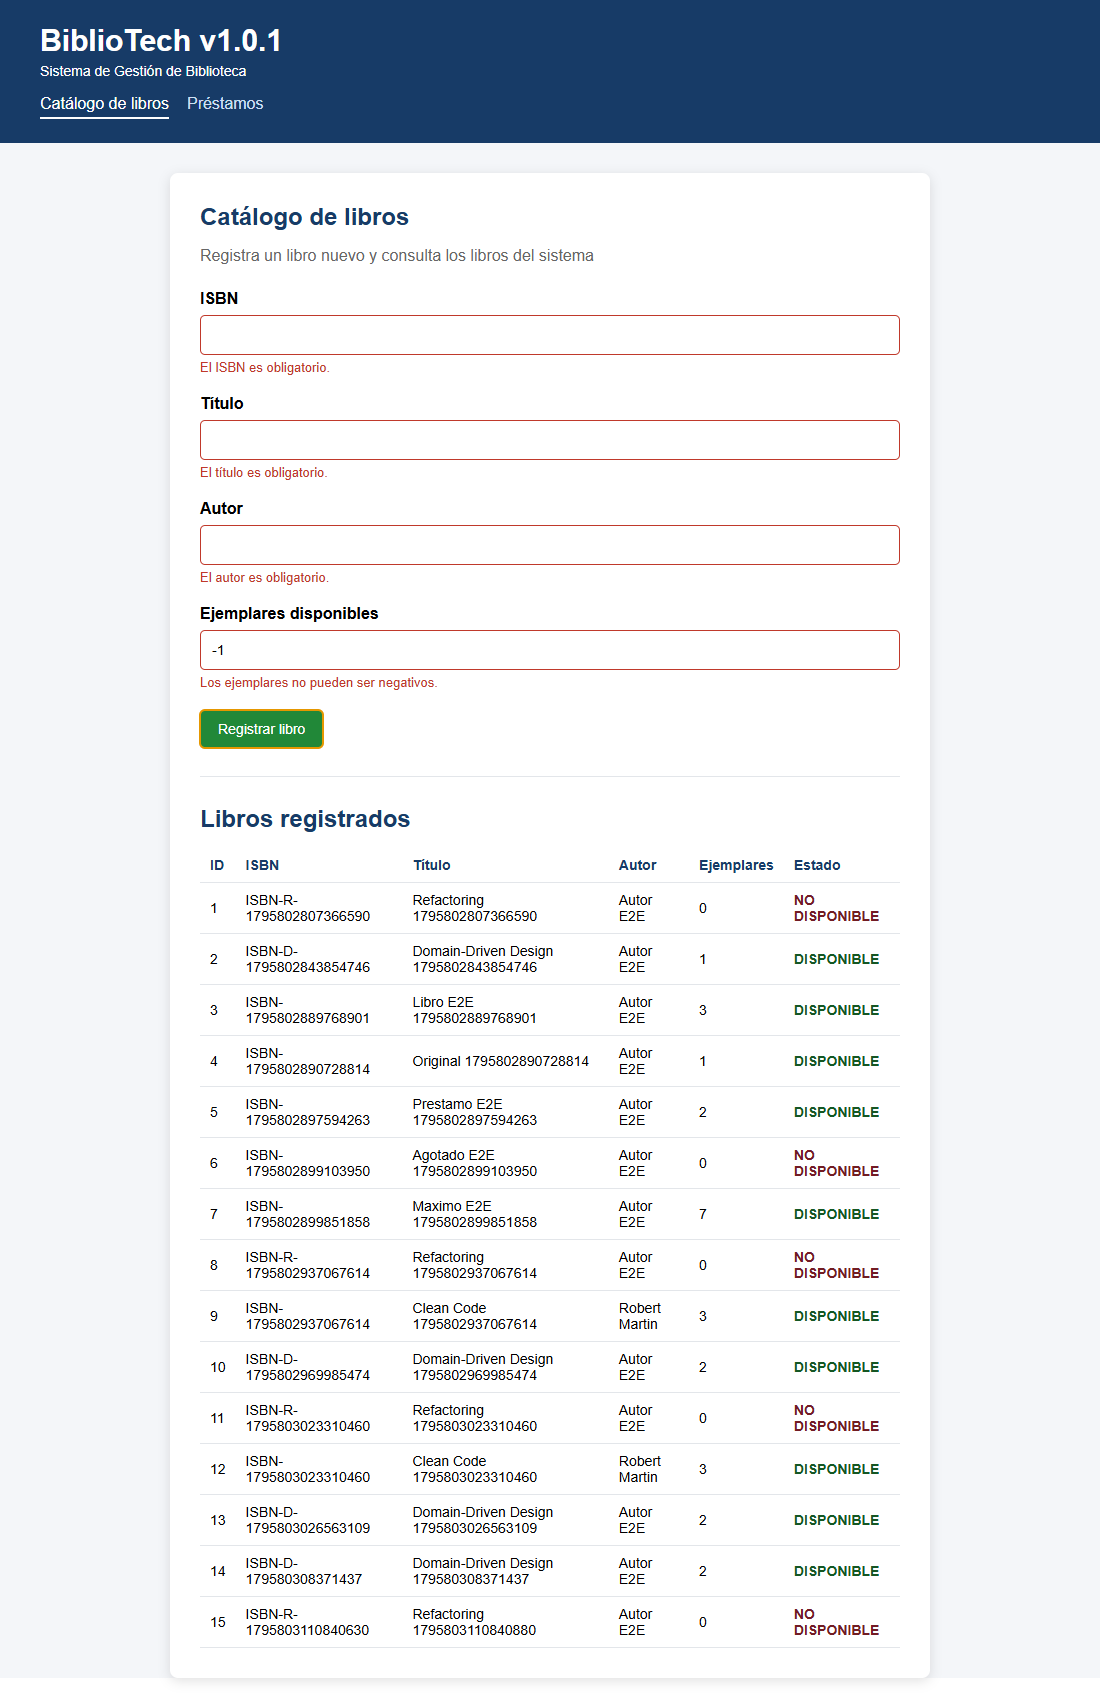 BiblioTech v1.0.1
Sistema de Gestión de Biblioteca
Catálogo de libros Préstamos
Catálogo de libros
Registra un libro nuevo y consulta los libros del sistema
ISBN
El ISBN es obligatorio.
Título
El título es obligatorio.
Autor
El autor es obligatorio.
Ejemplares disponibles
-1
Los ejemplares no pueden ser negativos.
Registrar libro
Libros registrados
ID ISBN Título Autor Ejemplares Estado
1 ISBN-R-1795802807366590 Refactoring 1795802807366590 Autor E2E 0 NO DISPONIBLE
2 ISBN-D-1795802843854746 Domain-Driven Design 1795802843854746 Autor E2E 1 DISPONIBLE
3 ISBN-1795802889768901 Libro E2E 1795802889768901 Autor E2E 3 DISPONIBLE
4 ISBN-1795802890728814 Original 1795802890728814 Autor E2E 1 DISPONIBLE
5 ISBN-1795802897594263 Prestamo E2E 1795802897594263 Autor E2E 2 DISPONIBLE
6 ISBN-1795802899103950 Agotado E2E 1795802899103950 Autor E2E 0 NO DISPONIBLE
7 ISBN-1795802899851858 Maximo E2E 1795802899851858 Autor E2E 7 DISPONIBLE
8 ISBN-R-1795802937067614 Refactoring 1795802937067614 Autor E2E 0 NO DISPONIBLE
9 ISBN-1795802937067614 Clean Code 1795802937067614 Robert Martin 3 DISPONIBLE
10 ISBN-D-1795802969985474 Domain-Driven Design 1795802969985474 Autor E2E 2 DISPONIBLE
11 ISBN-R-1795803023310460 Refactoring 1795803023310460 Autor E2E 0 NO DISPONIBLE
12 ISBN-1795803023310460 Clean Code 1795803023310460 Robert Martin 3 DISPONIBLE
13 ISBN-D-1795803026563109 Domain-Driven Design 1795803026563109 Autor E2E 2 DISPONIBLE
14 ISBN-D-179580308371437 Domain-Driven Design 179580308371437 Autor E2E 2 DISPONIBLE
15 ISBN-R-1795803110840630 Refactoring 1795803110840880 Autor E2E 0 NO DISPONIBLE